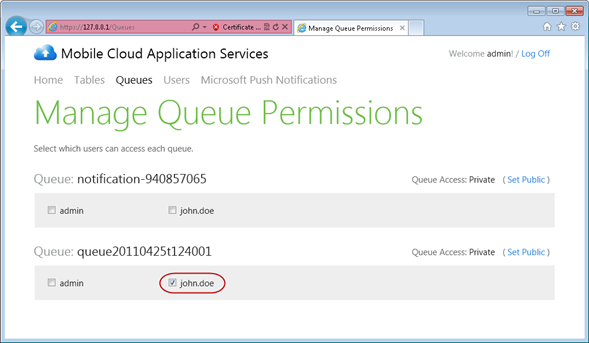 https://127.0.0.1/Queues
Certificate ...
Manage Queue Permissions
Mobile Cloud Application Services
Welcome admin! / Log Off
Home Tables Queues Users Microsoft Push Notifications
Manage Queue Permissions
Select which users can access each queue.
Queue: notification-940857065
Queue Access: Private ( Set Public )
admin john.doe
Queue: queue20110425t124001
Queue Access: Private ( Set Public )
admin john.doe